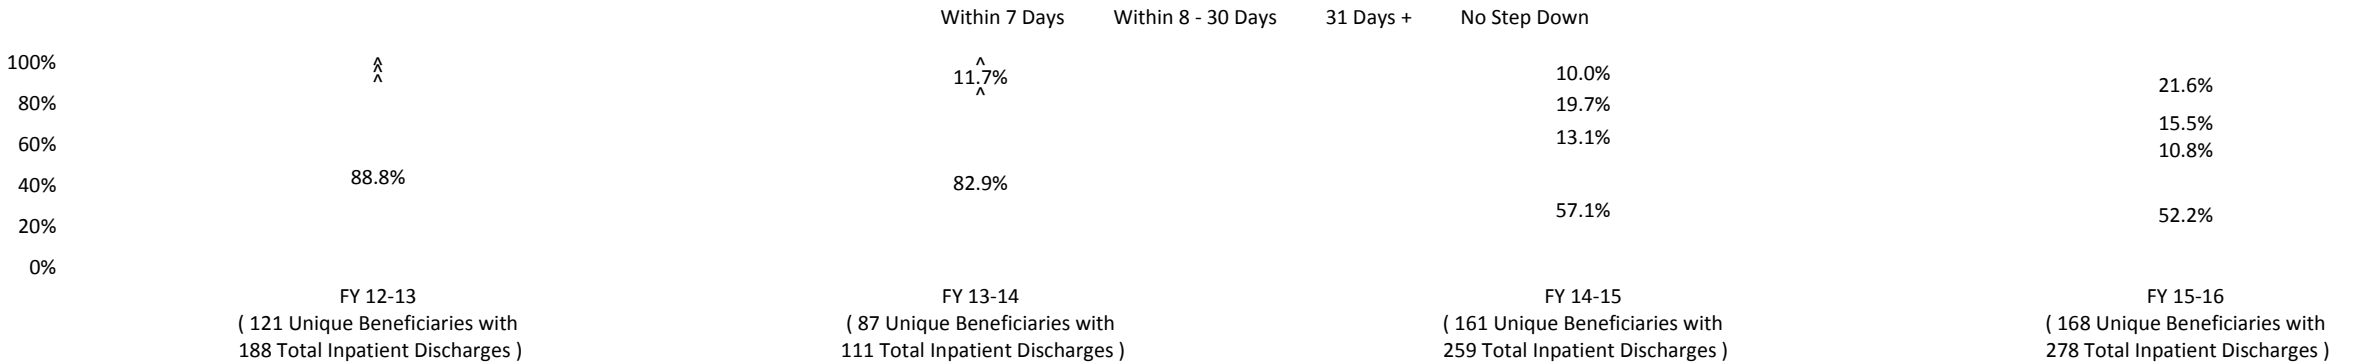 Within 7 Days Within 8 - 30 Days 31 Days + No Step Down
100%
80%
60%
40%
20%
0%
^
^
^
88.8%
^
11.7%
^
82.9%
10.0%
19.7%
13.1%
57.1%
21.6%
15.5%
10.8%
52.2%
FY 12-13
( 121 Unique Beneficiaries with
188 Total Inpatient Discharges )
FY 13-14
( 87 Unique Beneficiaries with
111 Total Inpatient Discharges )
FY 14-15
( 161 Unique Beneficiaries with
259 Total Inpatient Discharges )
FY 15-16
( 168 Unique Beneficiaries with
278 Total Inpatient Discharges )